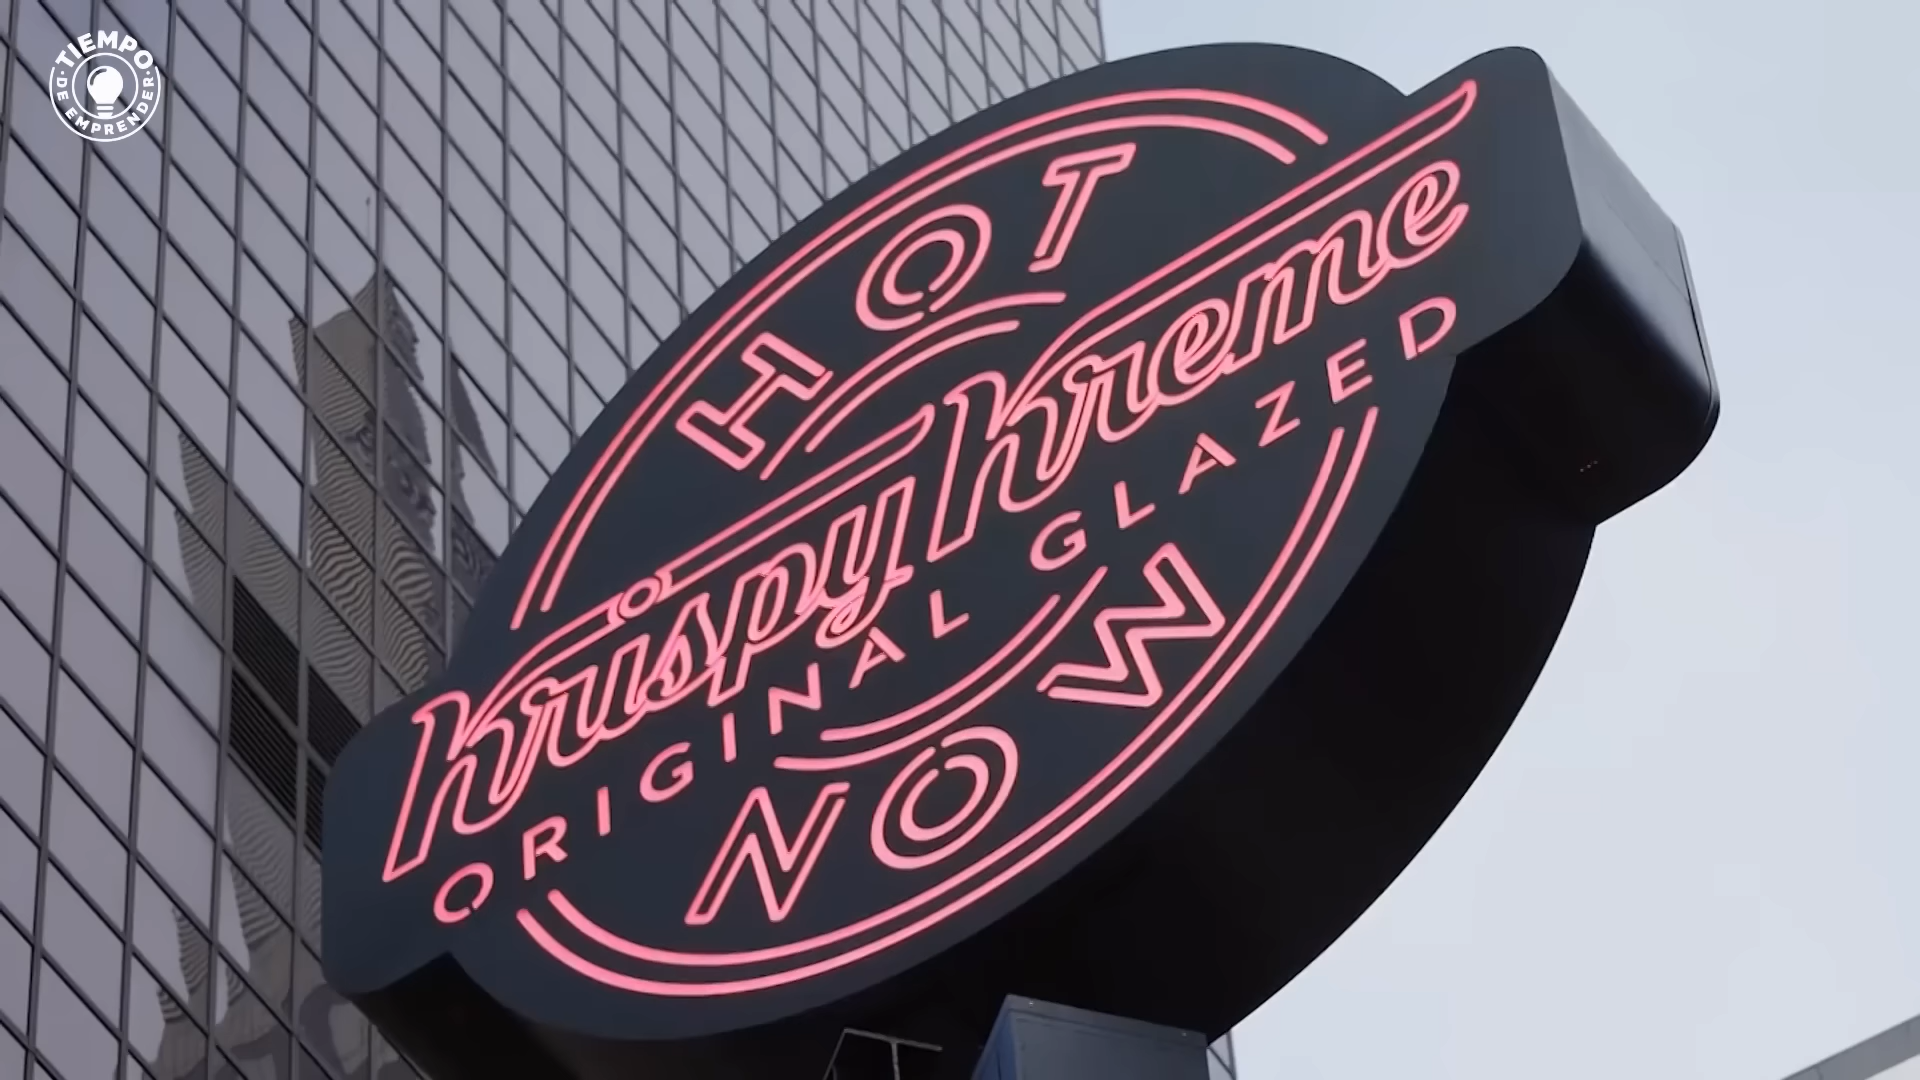 TIEMPO
DE EMPRENDER
HOT
Krispy Kreme
ORIGINAL GLAZED
NOW